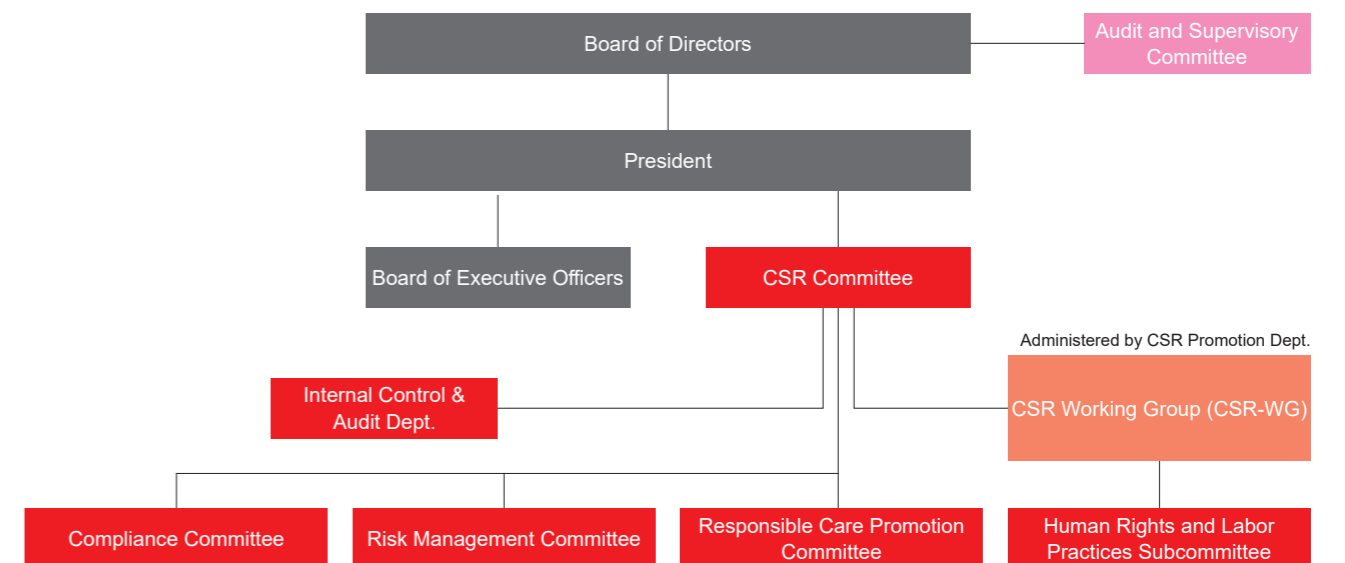 Board of Directors
Audit and Supervisory
Committee
President
Board of Executive Officers
CSR Committee
Administered by CSR Promotion Dept.
Internal Control &
Audit Dept.
CSR Working Group (CSR-WG)
Compliance Committee
Risk Management Committee
Responsible Care Promotion
Committee
Human Rights and Labor
Practices Subcommittee